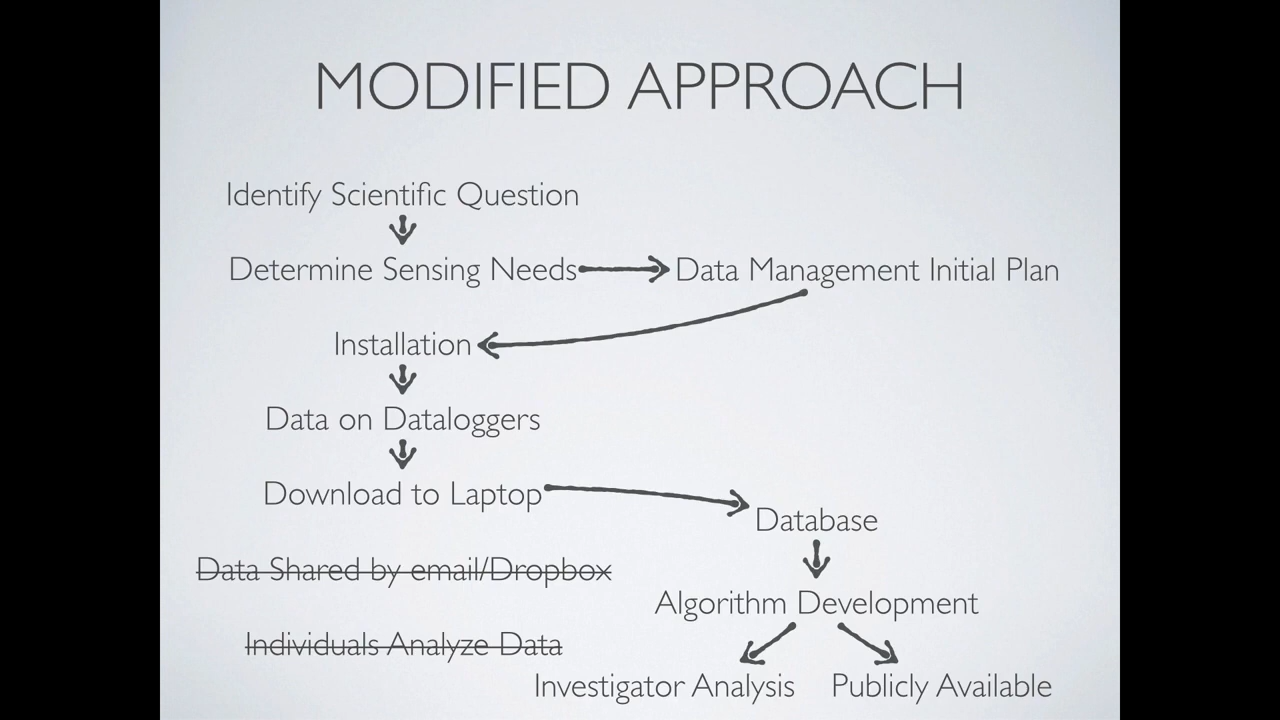 MODIFIED APPROACH
Identify Scientific Question
Determine Sensing Needs
Data Management Initial Plan
Installation
Data on Dataloggers
Download to Laptop
Database
Data Shared by email/Dropbox
Algorithm Development
Individuals Analyze Data
Investigator Analysis
Publicly Available